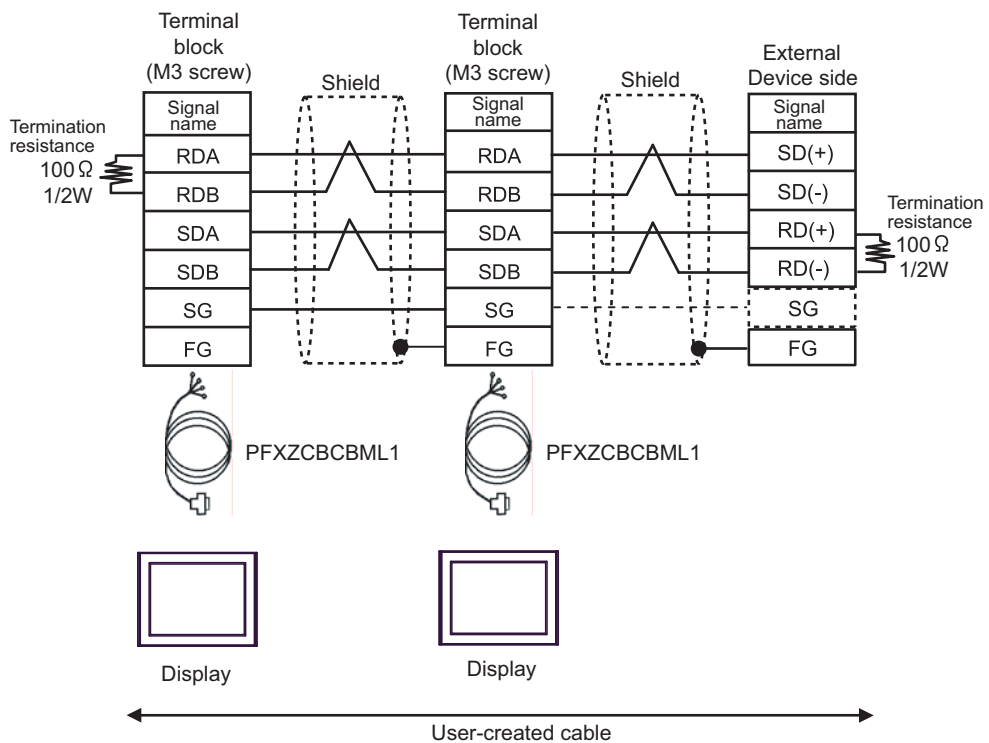 Terminal
block
(M3 screw)
Terminal
block
(M3 screw)
External
Device side
Shield
Shield
Termination
resistance
100 Ω
1/2W
Signal
name
RDA
RDB
SDA
SDB
SG
FG
Signal
name
RDA
RDB
SDA
SDB
SG
FG
Signal
name
SD(+)
SD(-)
RD(+)
RD(-)
SG
FG
Termination
resistance
100 Ω
1/2W
PFXZCBCBML1
PFXZCBCBML1
Display
Display
User-created cable